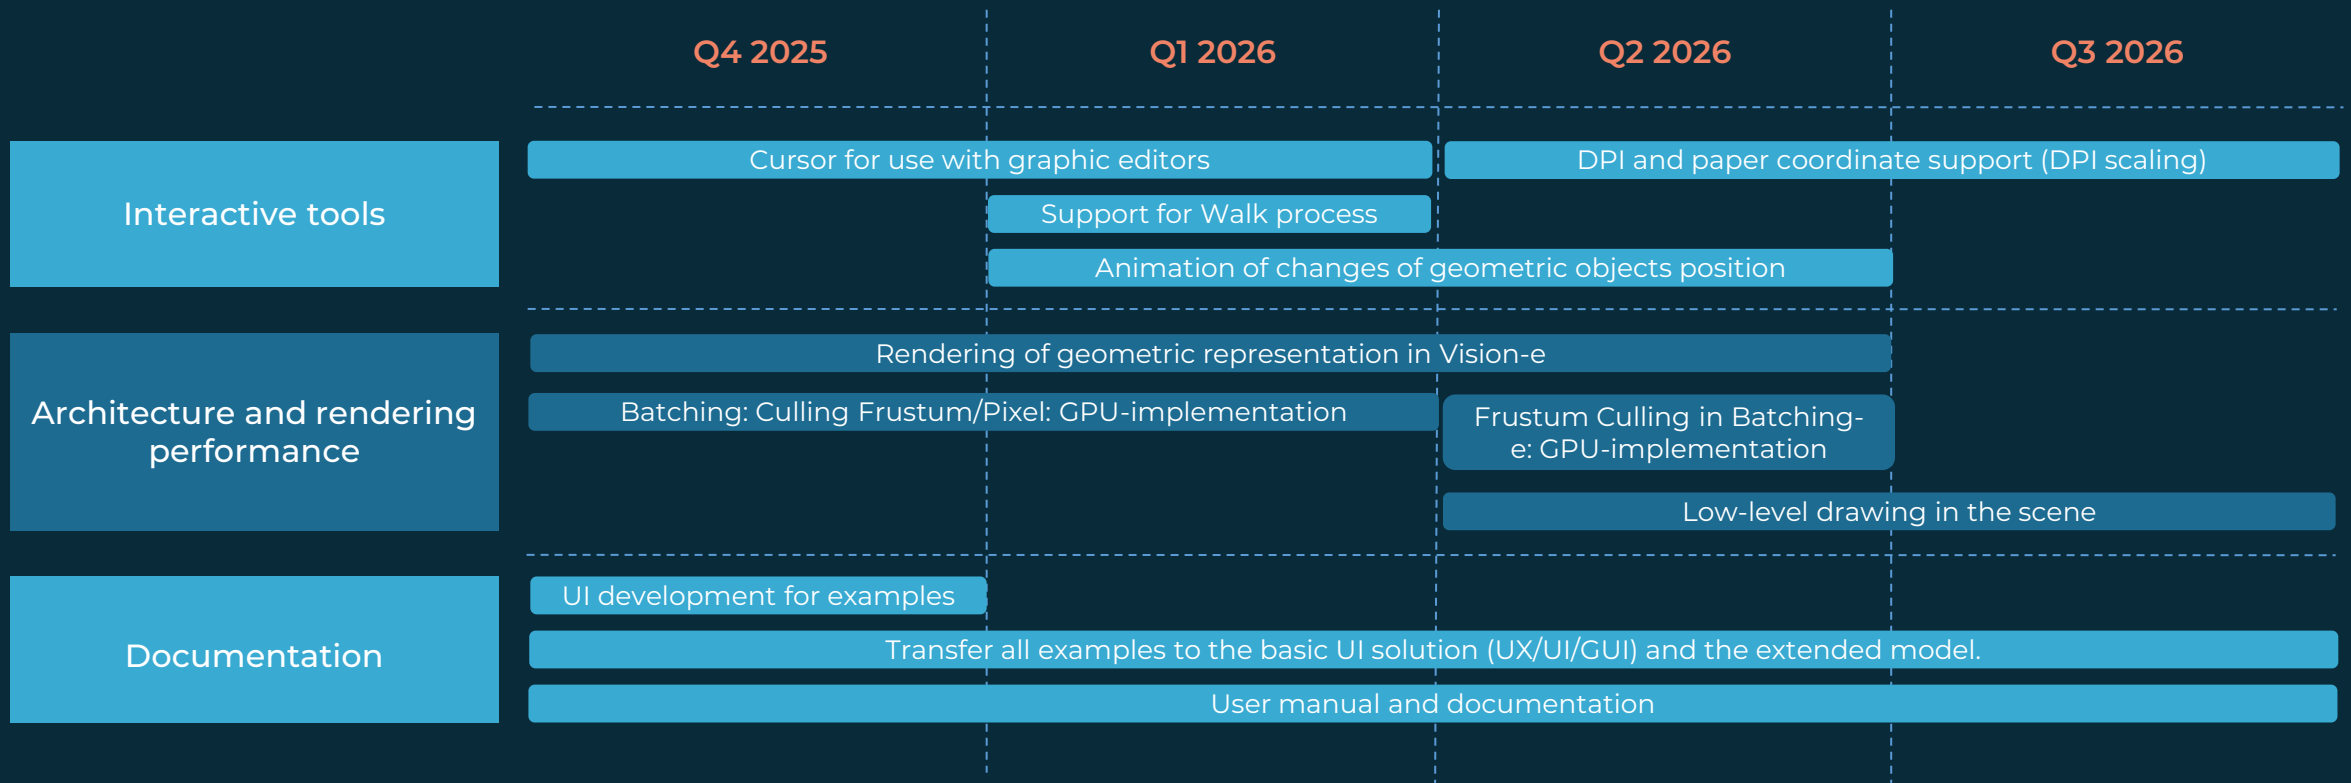 Q4 2025
Q1 2026
Q2 2026
Q3 2026
Interactive tools
Cursor for use with graphic editors
DPI and paper coordinate support (DPI scaling)
Support for Walk process
Animation of changes of geometric objects position
Architecture and rendering
performance
Rendering of geometric representation in Vision-e
Batching: Culling Frustum/Pixel: GPU-implementation
Frustum Culling in Batching-
e: GPU-implementation
Low-level drawing in the scene
Documentation
UI development for examples
Transfer all examples to the basic UI solution (UX/UI/GUI) and the extended model.
User manual and documentation